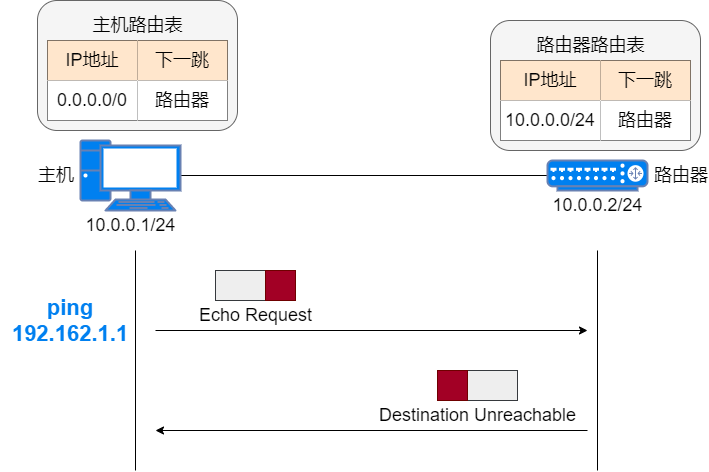 主机路由表
IP地址 下一跳
0.0.0.0/0 路由器
路由器路由表
IP地址 下一跳
10.0.0.0/24 路由器
主机
路由器
10.0.0.1/24
10.0.0.2/24
ping
192.162.1.1
Echo Request
Destination Unreachable